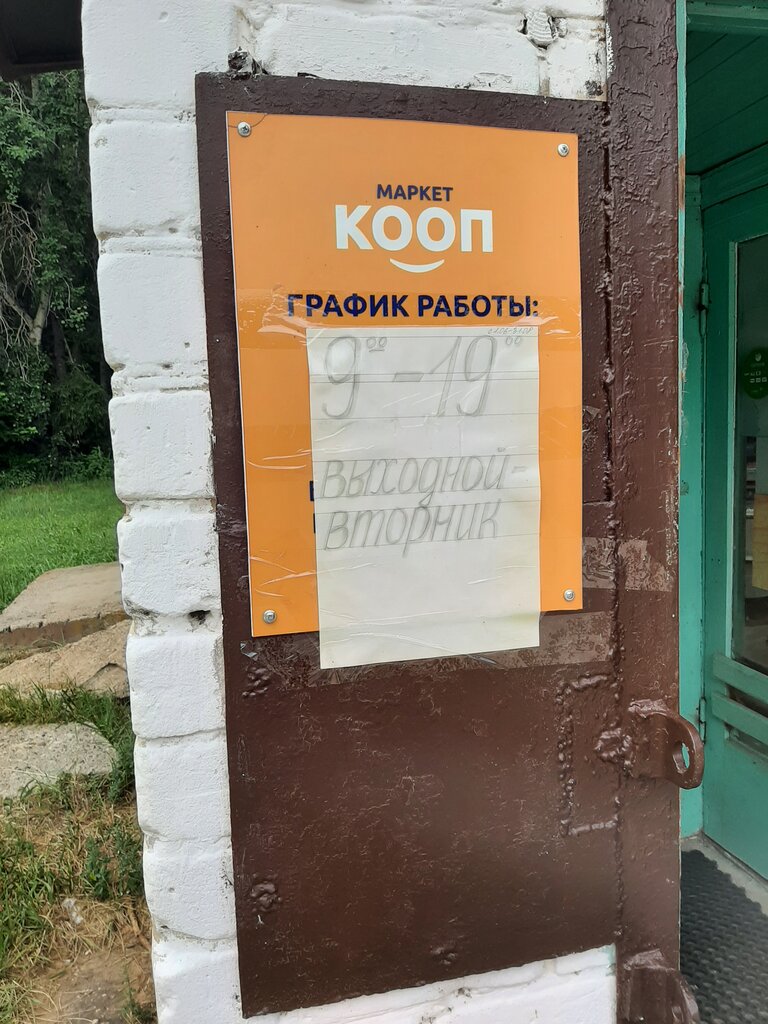 МАРКЕТ
КООП
ГРАФИК РАБОТЫ:
9⁰⁰ - 19⁰⁰
выходной -
вторник